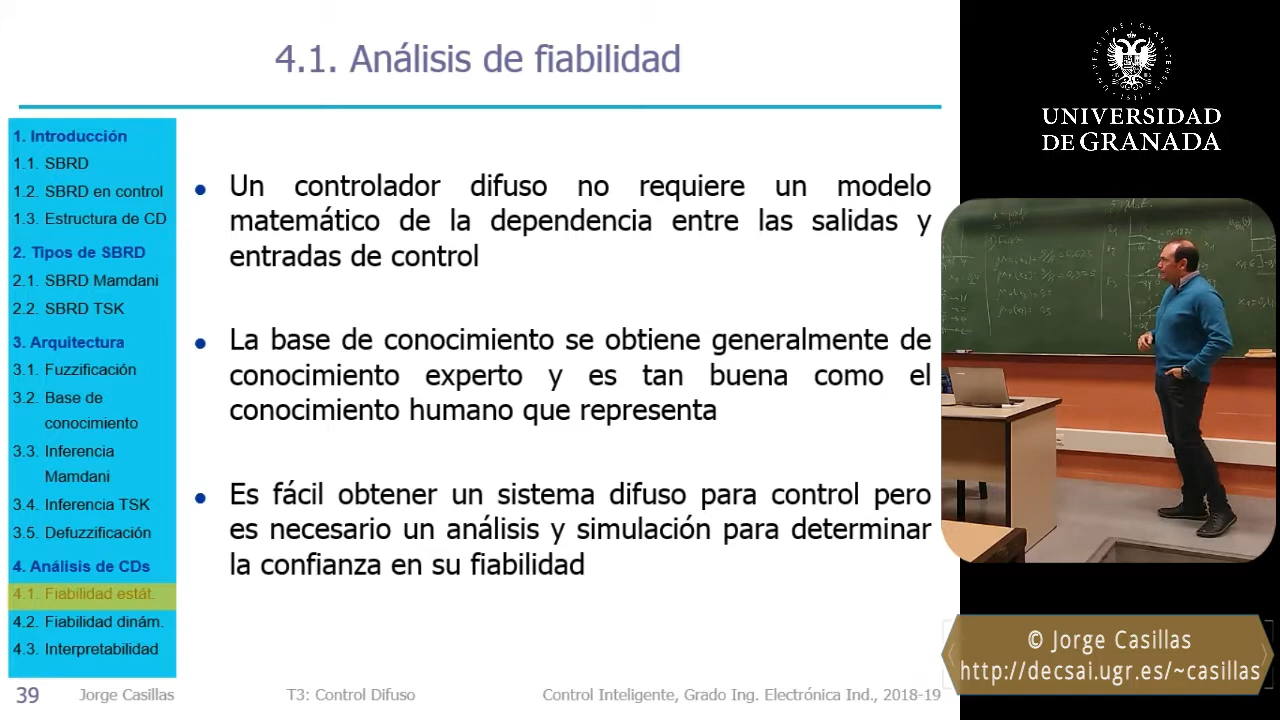 4.1. Análisis de fiabilidad
1. Introducción
1.1. SBRD
1.2. SBRD en control
1.3. Estructura de CD
2. Tipos de SBRD
2.1. SBRD Mamdani
2.2. SBRD TSK
3. Arquitectura
3.1. Fuzzificación
3.2. Base de
conocimiento
3.3. Inferencia
Mamdani
3.4. Inferencia TSK
3.5. Defuzzificación
4. Análisis de CDs
4.1. Fiabilidad estát.
4.2. Fiabilidad dinám.
4.3. Interpretabilidad
• Un controlador difuso no requiere un modelo
matemático de la dependencia entre las salidas y
entradas de control
• La base de conocimiento se obtiene generalmente de
conocimiento experto y es tan buena como el
conocimiento humano que representa
• Es fácil obtener un sistema difuso para control pero
es necesario un análisis y simulación para determinar
la confianza en su fiabilidad
39 Jorge Casillas T3: Control Difuso Control Inteligente, Grado Ing. Electrónica Ind., 2018-19
UNIVERSIDAD
DE GRANADA
© Jorge Casillas
http://decsai.ugr.es/~casillas